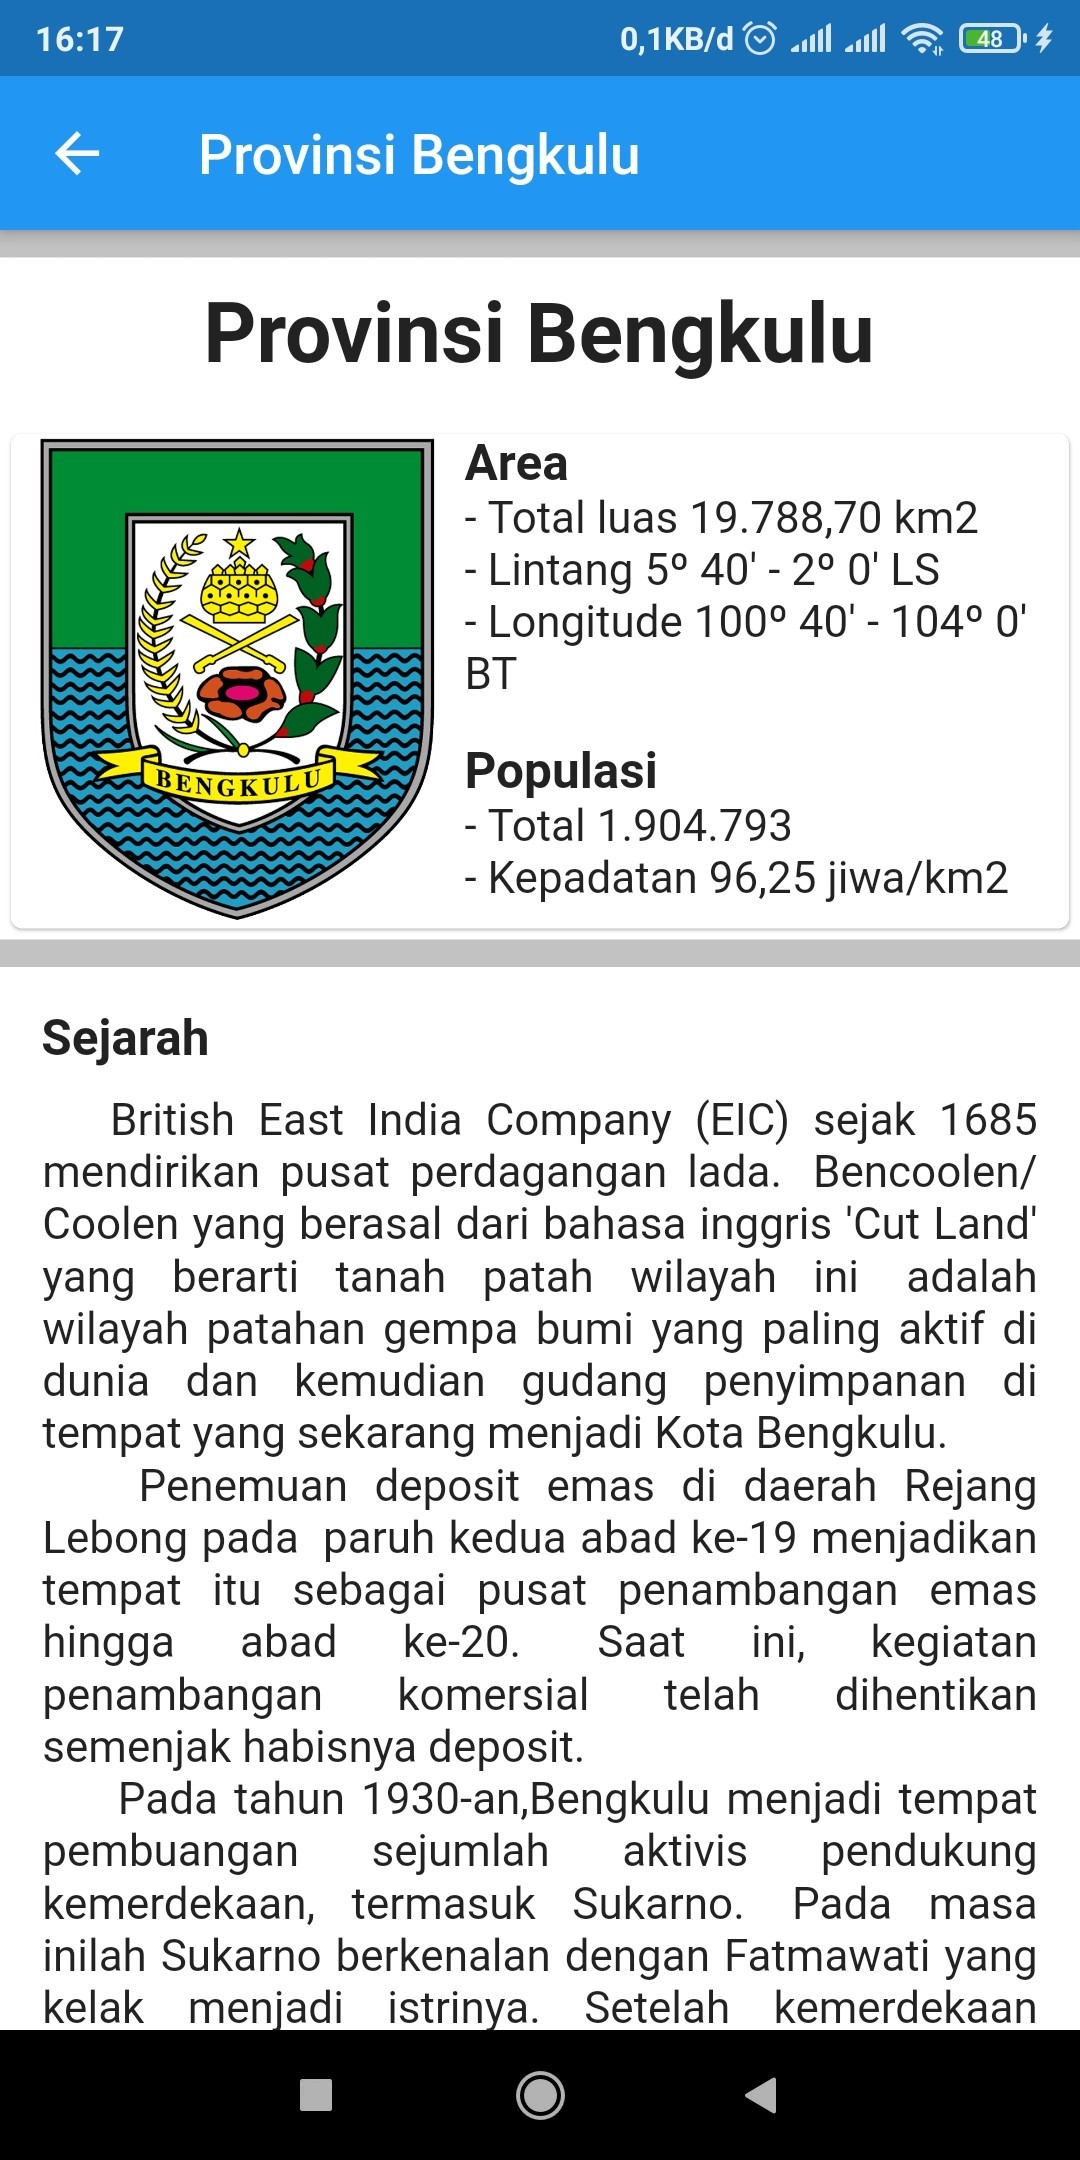 16:17
0,1KB/d
48
Provinsi Bengkulu
Provinsi Bengkulu
BENGKULU
Area
- Total luas 19.788,70 km2
- Lintang 5º 40' - 2º 0' LS
- Longitude 100º 40' - 104º 0'
BT
Populasi
- Total 1.904.793
- Kepadatan 96,25 jiwa/km2
Sejarah
British East India Company (EIC) sejak 1685
mendirikan pusat perdagangan lada. Bencoolen/
Coolen yang berasal dari bahasa inggris 'Cut Land'
yang berarti tanah patah wilayah ini adalah
wilayah patahan gempa bumi yang paling aktif di
dunia dan kemudian gudang penyimpanan di
tempat yang sekarang menjadi Kota Bengkulu.
Penemuan deposit emas di daerah Rejang
Lebong pada paruh kedua abad ke-19 menjadikan
tempat itu sebagai pusat penambangan emas
hingga abad ke-20. Saat ini, kegiatan
penambangan komersial telah dihentikan
semenjak habisnya deposit.
Pada tahun 1930-an,Bengkulu menjadi tempat
pembuangan sejumlah aktivis pendukung
kemerdekaan, termasuk Sukarno. Pada masa
inilah Sukarno berkenalan dengan Fatmawati yang
kelak menjadi istrinya. Setelah kemerdekaan